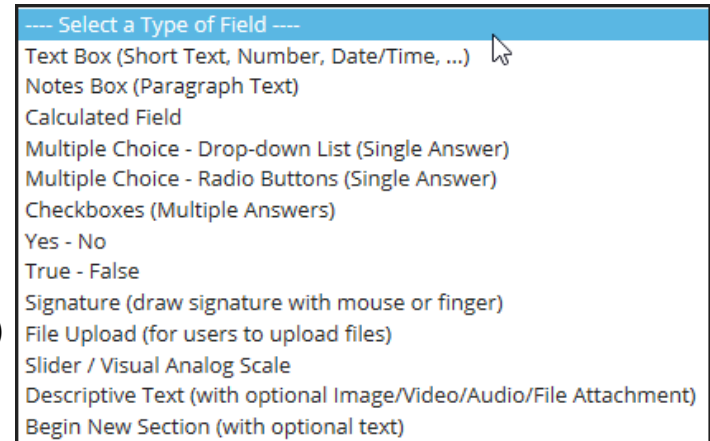 ---- Select a Type of Field ----
Text Box (Short Text, Number, Date/Time, ...)
Notes Box (Paragraph Text)
Calculated Field
Multiple Choice - Drop-down List (Single Answer)
Multiple Choice - Radio Buttons (Single Answer)
Checkboxes (Multiple Answers)
Yes - No
True - False
Signature (draw signature with mouse or finger)
) File Upload (for users to upload files)
Slider / Visual Analog Scale
Descriptive Text (with optional Image/Video/Audio/File Attachment)
Begin New Section (with optional text)